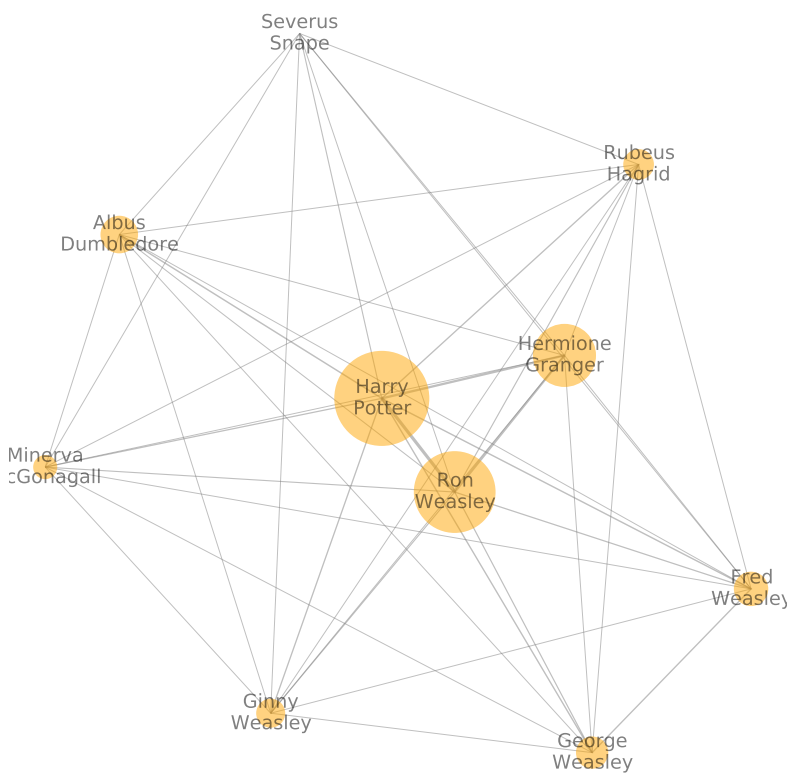 Severus
Snape
Rubeus
Hagrid
Albus
Dumbledore
Hermione
Granger
Harry
Potter
Minerva
cGonagall
Ron
Weasley
Fred
Weasley
Ginny
Weasley
George
Weasley